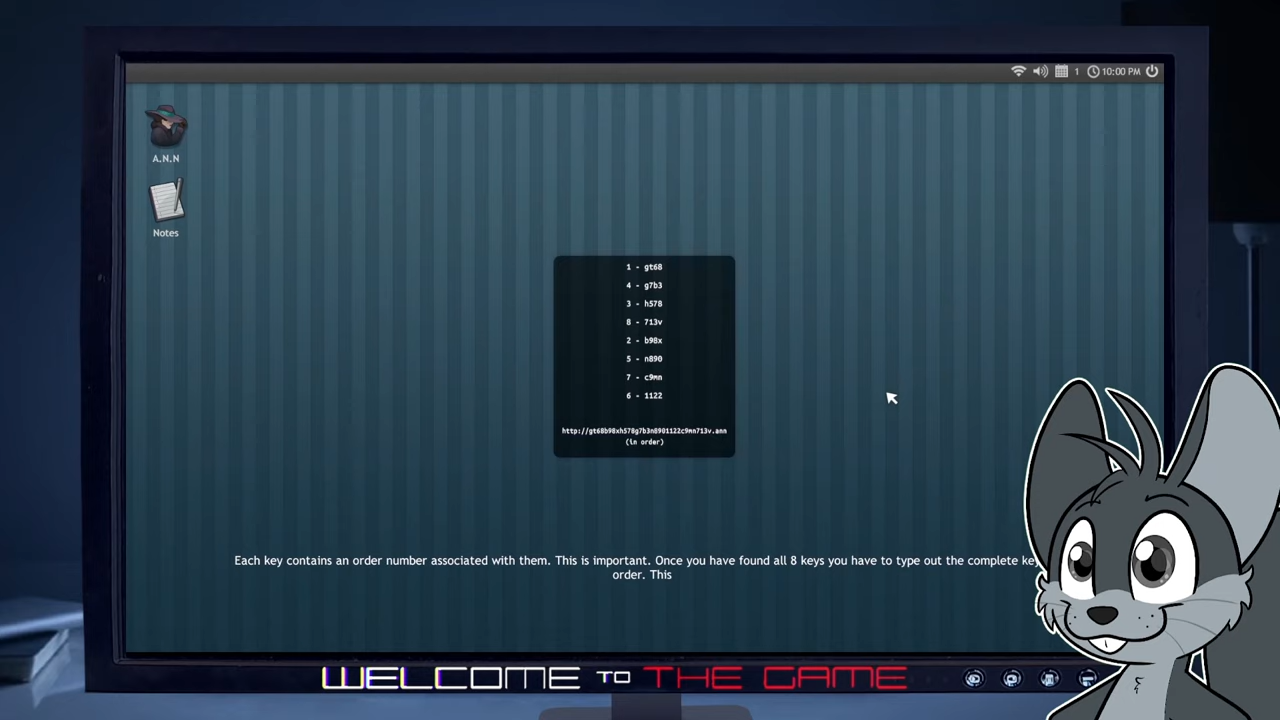 1 10:00 PM
A.N.N
Notes
1 - gt68
4 - g7b3
3 - h578
8 - 713v
2 - b98x
5 - n890
7 - c9mn
6 - 1122
http://gt68b98xh578g7b3n8901122c9mn713v.ann
(in order)
Each key contains an order number associated with them. This is important. Once you have found all 8 keys you have to type out the complete key
order. This
WELCOME TO THE GAME